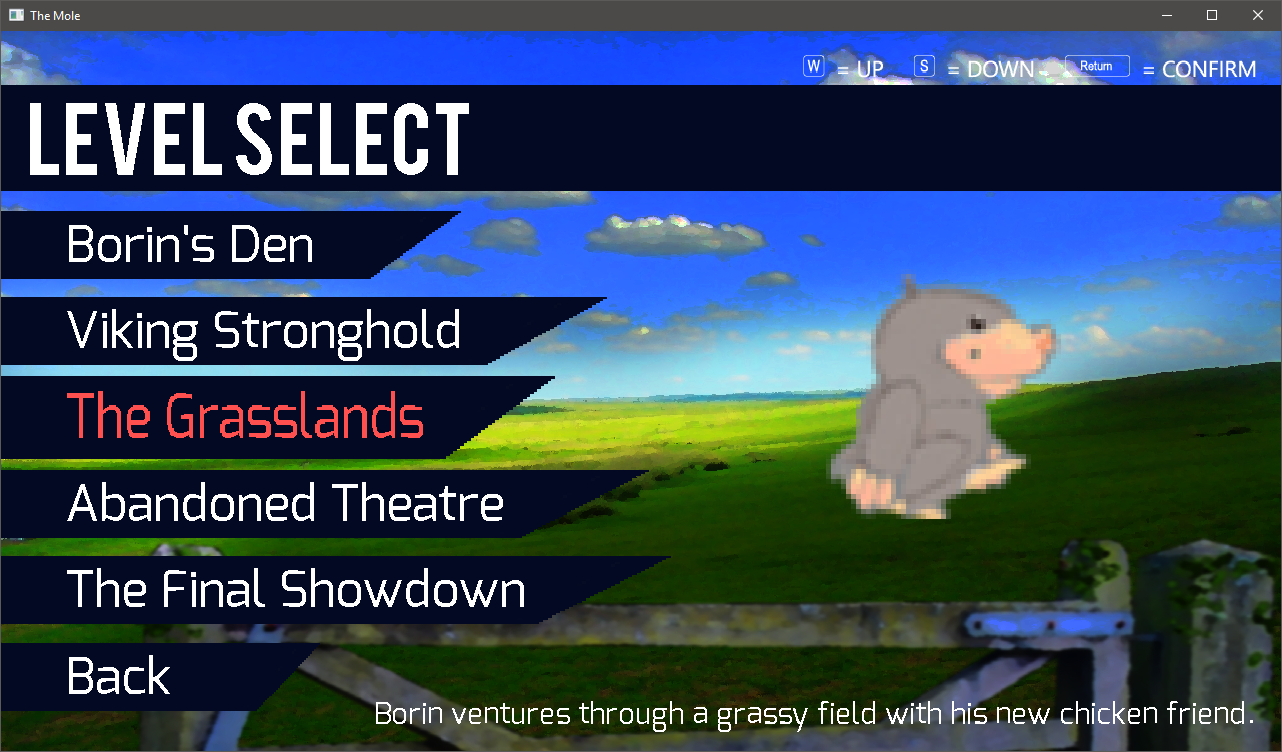 The Mole
W = UP S = DOWN Return = CONFIRM
LEVEL SELECT
Borin's Den
Viking Stronghold
The Grasslands
Abandoned Theatre
The Final Showdown
Back
Borin ventures through a grassy field with his new chicken friend.